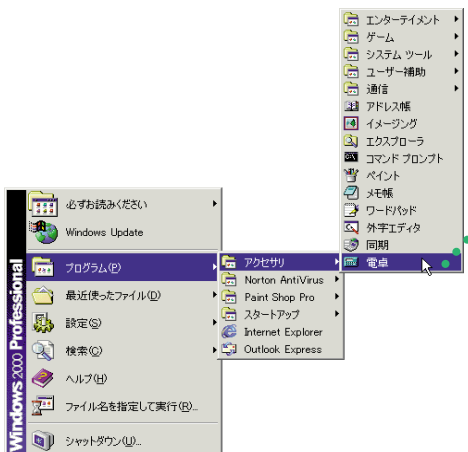 エンターテイメント
ゲーム
システム ツール
ユーザー補助
通信
アドレス帳
イメージング
エクスプローラ
コマンド プロンプト
ペイント
メモ帳
ワードパッド
外字エディタ
同期
電卓
必ずお読みください
Windows Update
プログラム(P)
最近使ったファイル(D)
設定(S)
検索(C)
ヘルプ(H)
ファイル名を指定して実行(R)...
シャットダウン(U)...
アクセサリ
Norton AntiVirus
Paint Shop Pro
スタートアップ
Internet Explorer
Outlook Express
Windows 2000 Professional